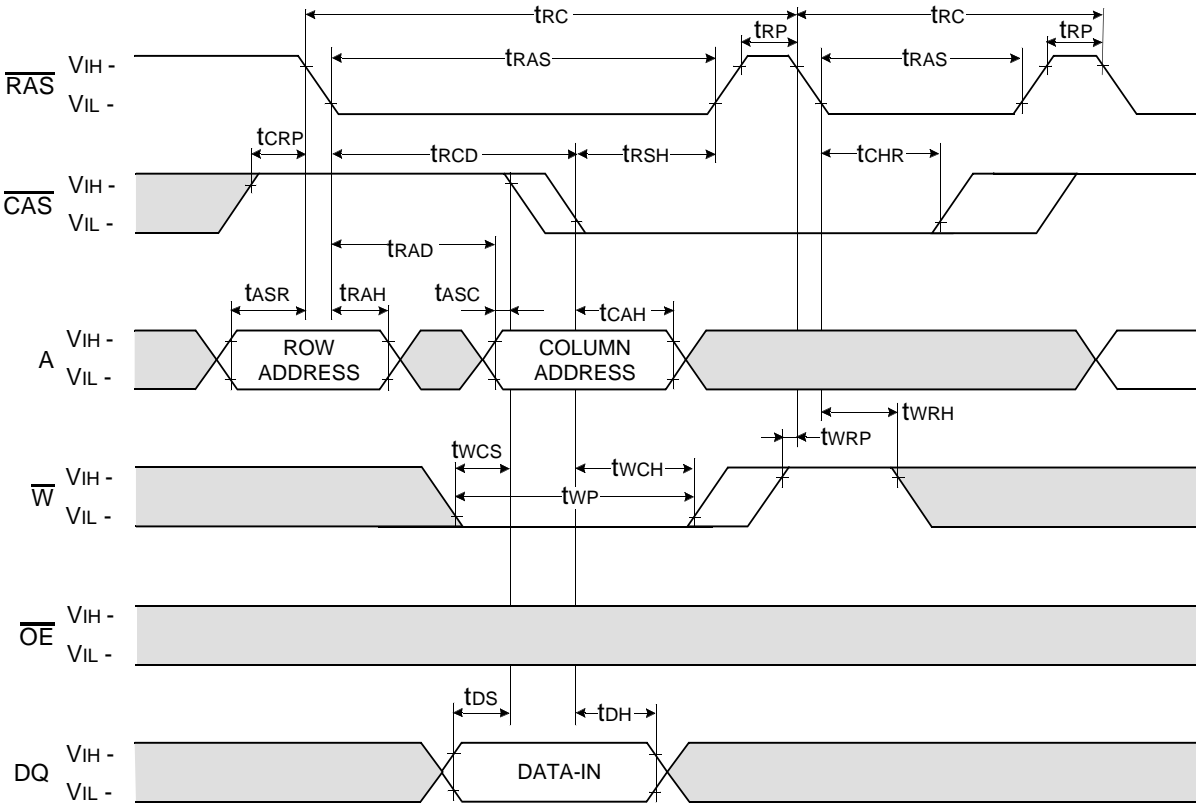 tRC tRC
tRP tRP
tRAS tRAS
RAS VIH -
VIL -
tCRP tRCD tRSH tCHR
CAS VIH -
VIL -
tRAD
tASR tRAH tASC tCAH
A VIH -
VIL -
ROW
ADDRESS
COLUMN
ADDRESS
tWRH
tWRP
tWCS tWCH
tWP
W VIH -
VIL -
OE VIH -
VIL -
tDS tDH
DQ VIH -
VIL -
DATA-IN